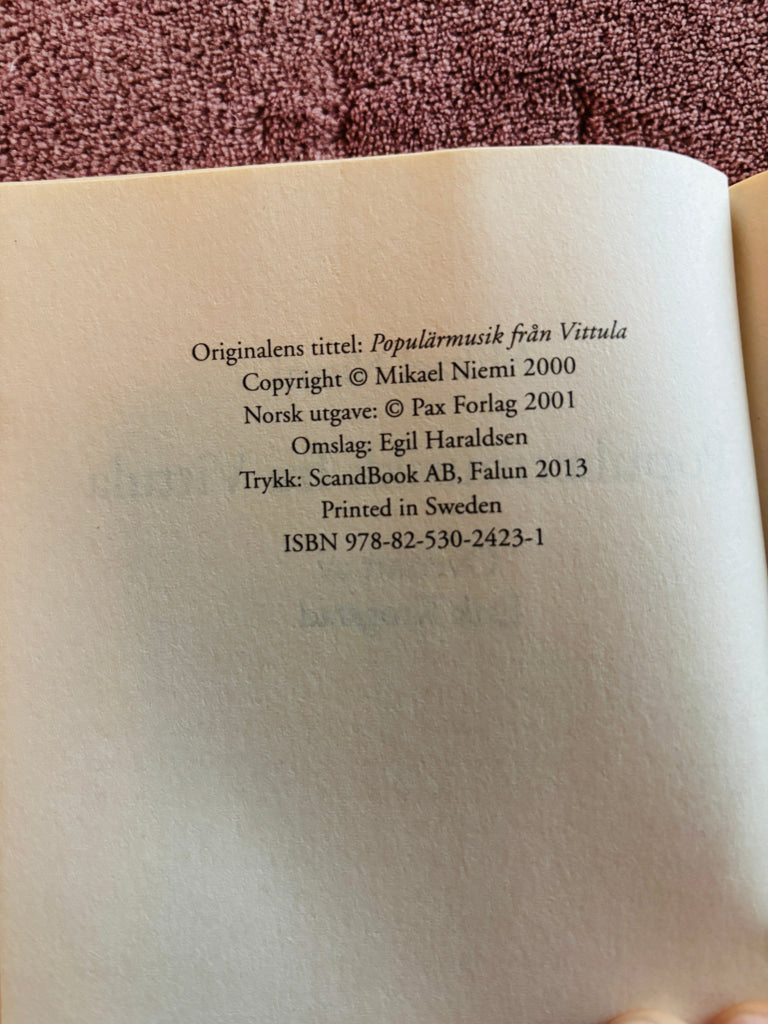 Originalens tittel: Populärmusik från Vittula
Copyright © Mikael Niemi 2000
Norsk utgave: © Pax Forlag 2001
Omslag: Egil Haraldsen
Trykk: ScandBook AB, Falun 2013
Printed in Sweden
ISBN 978-82-530-2423-1